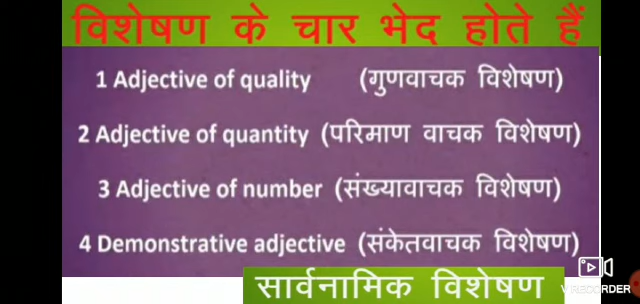 विशेषण के चार भेद होते हैं
1 Adjective of quality (गुणवाचक विशेषण)
2 Adjective of quantity (परिमाण वाचक विशेषण)
3 Adjective of number (संख्यावाचक विशेषण)
4 Demonstrative adjective (संकेतवाचक विशेषण)
सार्वनामिक विशेषण
V RECORDER